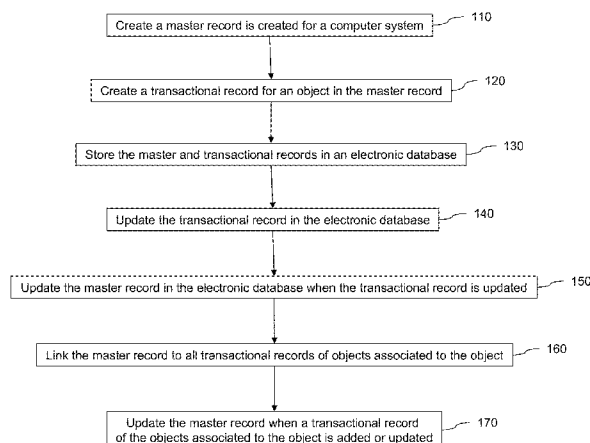 Create a master record is created for a computer system
110
Create a transactional record for an object in the master record
120
Store the master and transactional records in an electronic database
130
Update the transactional record in the electronic database
140
Update the master record in the electronic database when the transactional record is updated
150
Link the master record to all transactional records of objects associated to the object
160
Update the master record when a transactional record
of the objects associated to the object is added or updated
170